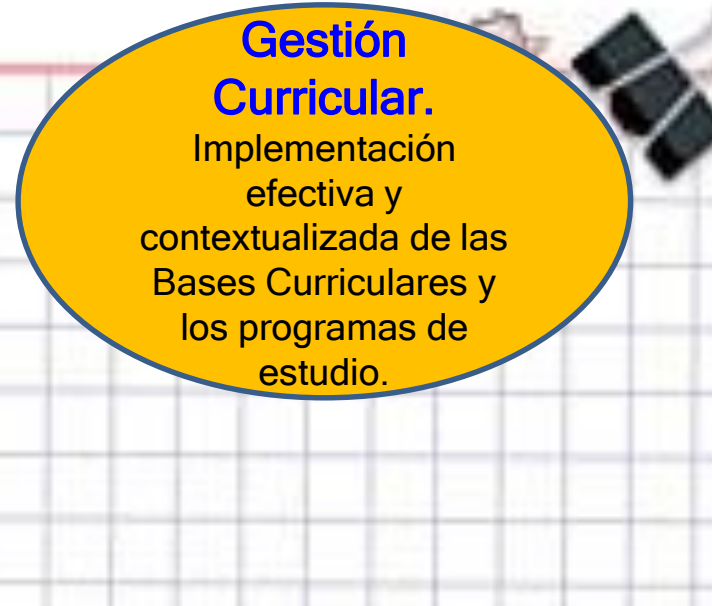 Gestión
Curricular.
Implementación
efectiva y
contextualizada de las
Bases Curriculares y
los programas de
estudio.